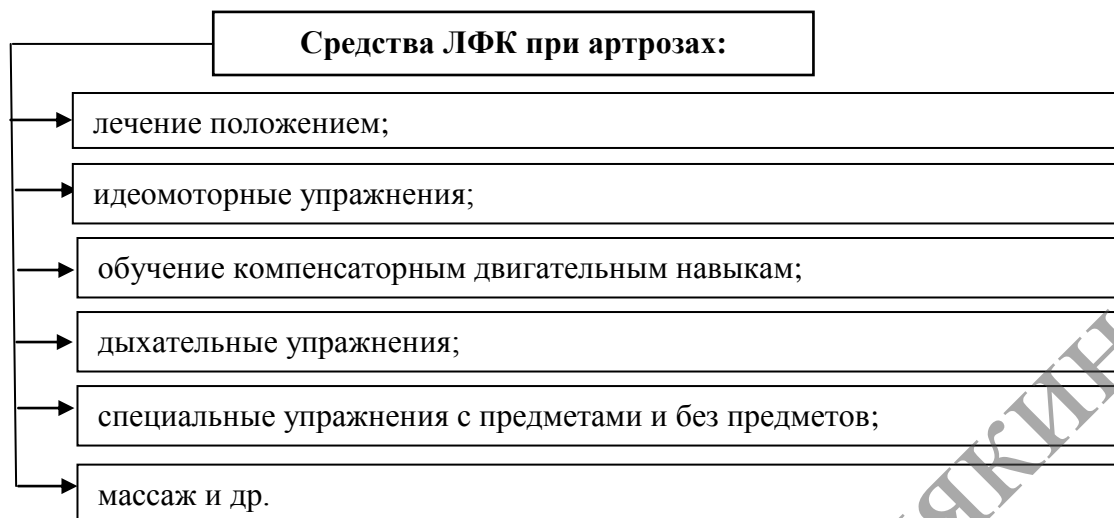 Средства ЛФК при артрозах:
лечение положением;
идеомоторные упражнения;
обучение компенсаторным двигательным навыкам;
дыхательные упражнения;
специальные упражнения с предметами и без предметов;
массаж и др.